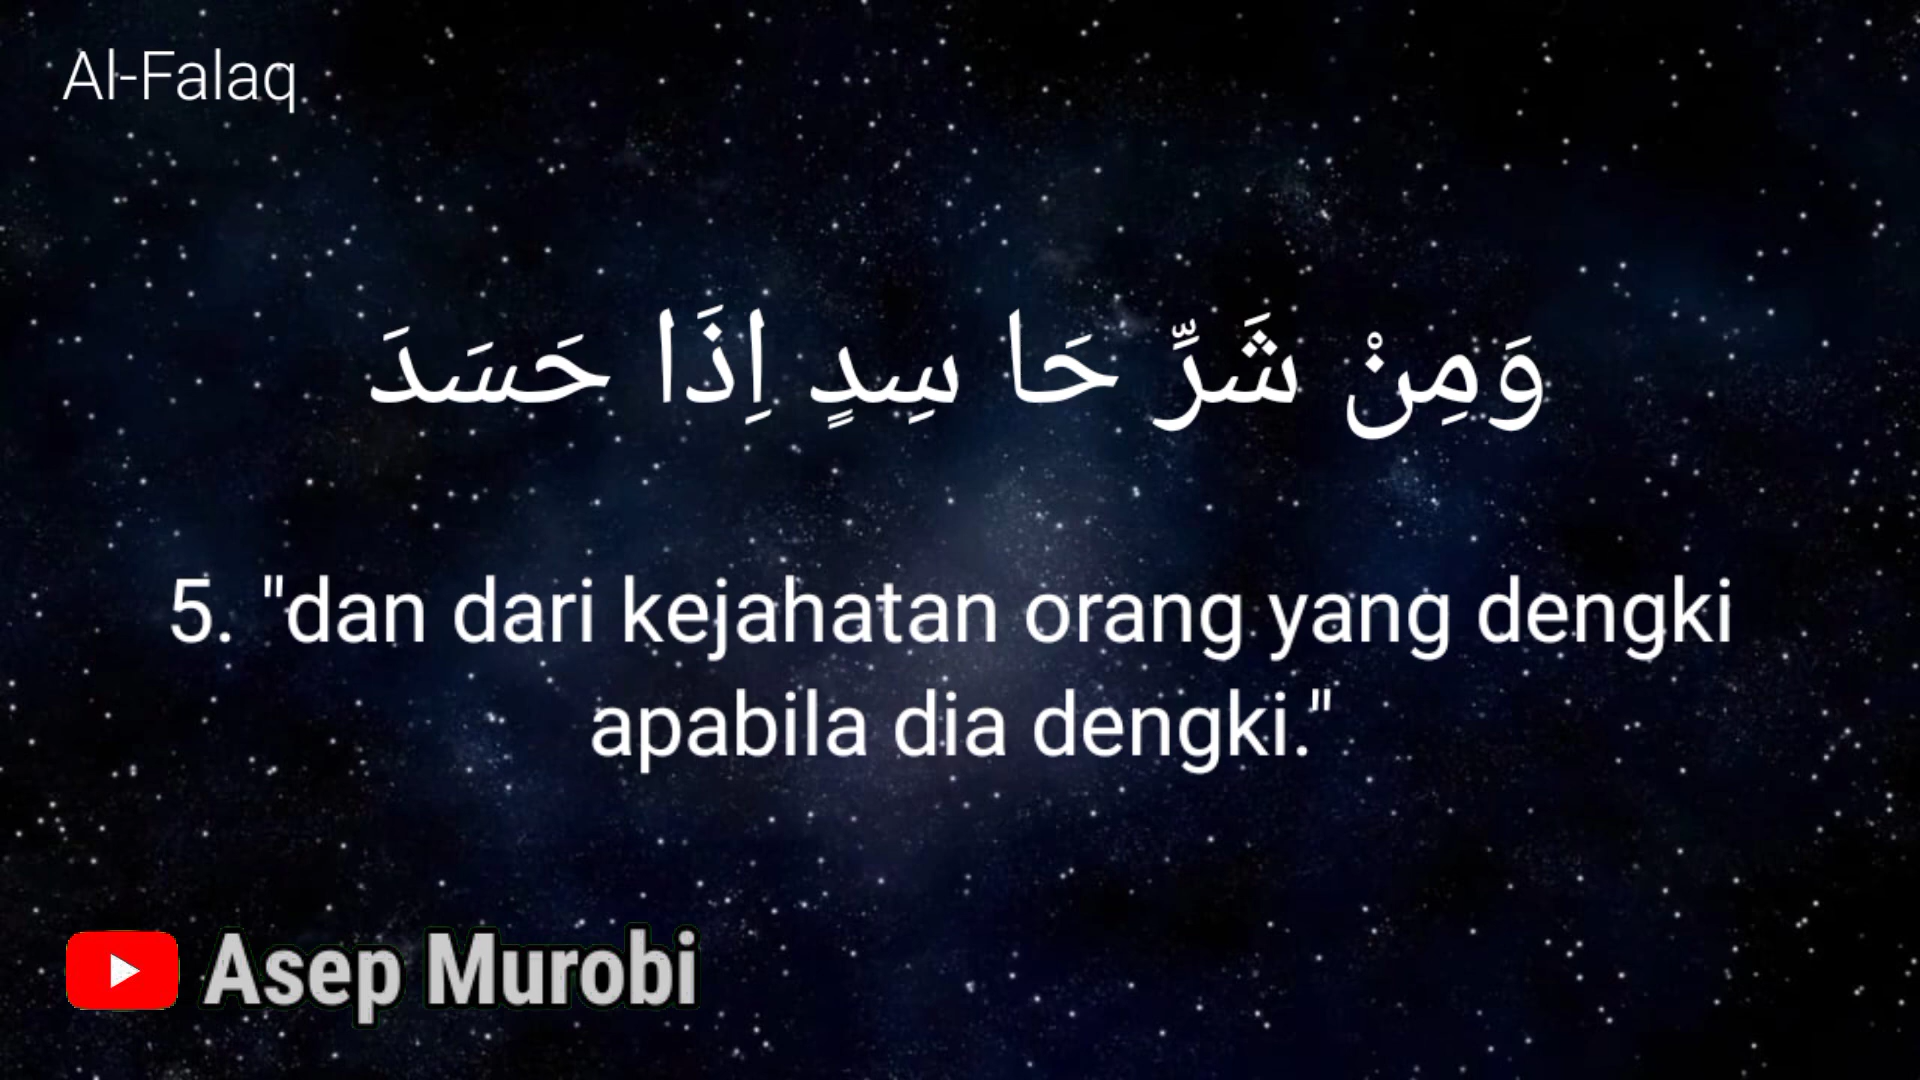 Al-Falaq
وَمِنْ شَرِّ حَا سِدٍ اِذَا حَسَدَ
5. "dan dari kejahatan orang yang dengki
apabila dia dengki."
Asep Murobi